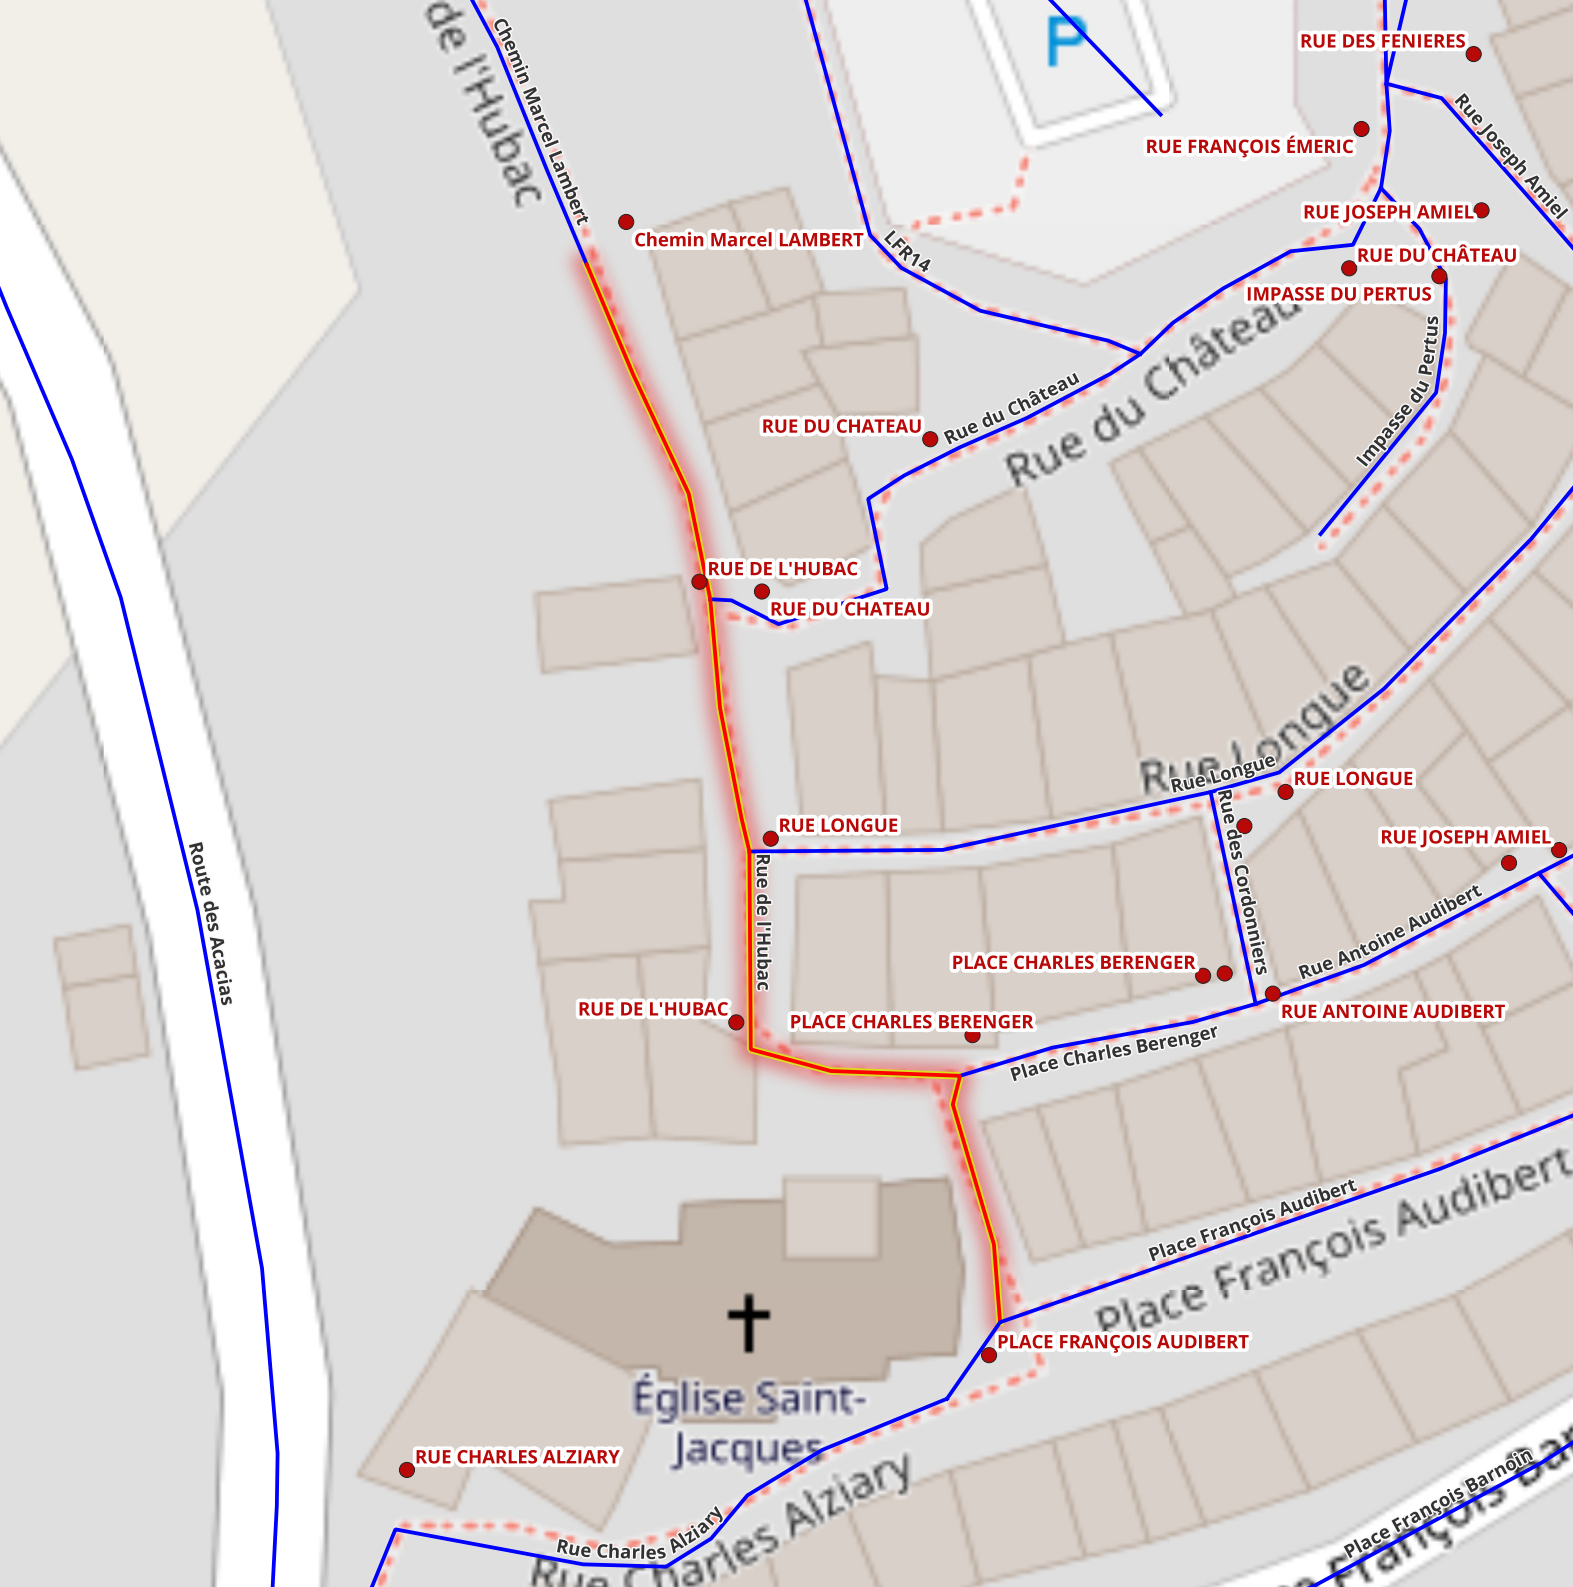 de l'Hubac
Chemin Marcel Lambert
P
RUE DES FENIERES
Rue Joseph Amiel
RUE FRANÇOIS ÉMERIC
RUE JOSEPH AMIEL
Chemin Marcel LAMBERT
LFR14
RUE DU CHÂTEAU
IMPASSE DU PERTUS
Rue du Château
Impasse du Pertus
Rue du Château
RUE DU CHATEAU
RUE DE L'HUBAC
RUE DU CHATEAU
Rue Longue
Rue Longue
RUE LONGUE
RUE LONGUE
Rue des Cordonniers
RUE JOSEPH AMIEL
Route des Acacias
Rue de l'Hubac
Rue Antoine Audibert
PLACE CHARLES BERENGER
RUE DE L'HUBAC
PLACE CHARLES BERENGER
RUE ANTOINE AUDIBERT
Place Charles Berenger
Place François Audibert
Place François Audibert
PLACE FRANÇOIS AUDIBERT
Église Saint-
Jacques
RUE CHARLES ALZIARY
Rue Charles Alziary
Rue Charles Alziary
Place François Barnoin
François Bar